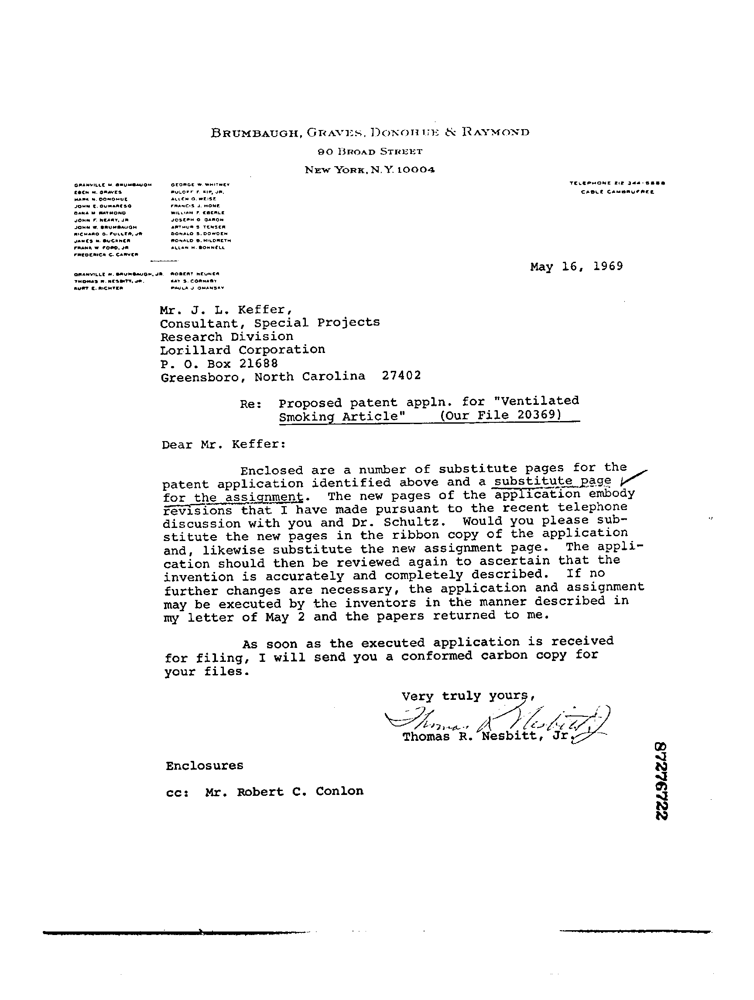 BRUMBAUGH, GRAVES, DONOHUE & RAYMOND
90 BROAD STREET
NEW YORK, N.Y. 10004
GRANVILLE M. BRUMBAUGH
EBEN M. GRAVES
MARK N. DONOHUE
JOHN E. DUMARESQ
DANA M. RAYMOND
JOHN F. NEARY, JR
JOHN W. BRUMBAUGH
RICHARD G. FULLER, JR
JAMES N. BUCKNER
FRANK W. FORD, JR
FREDERICK C. CARVER
GEORGE W. WHITNEY
RULOFF F. KIP, JR.
ALLEN G. WEISE
FRANCIS J. HONE
WILLIAM F. EBERLE
JOSEPH D. GARON
ARTHUR S. TENSER
DONALD S. DOWDEN
RONALD B. HILDRETH
ALLAN H. BONNELL
GRANVILLE M. BRUMBAUGH, JR.
THOMAS R. NESBITT, JR.
KURT E. RICHTER
ROBERT NEUNER
KAY S. CORNABY
PAULA J. OMANSKY
TELEPHONE 212 344-5888
CABLE CAMBRUFREE
May 16, 1969
Mr. J. L. Keffer,
Consultant, Special Projects
Research Division
Lorillard Corporation
P. O. Box 21688
Greensboro, North Carolina 27402
Re: Proposed patent appln. for "Ventilated
Smoking Article" (Our File 20369)
Dear Mr. Keffer:
Enclosed are a number of substitute pages for the
patent application identified above and a substitute page
for the assignment. The new pages of the application embody
revisions that I have made pursuant to the recent telephone
discussion with you and Dr. Schultz. Would you please sub-
stitute the new pages in the ribbon copy of the application
and, likewise substitute the new assignment page. The appli-
cation should then be reviewed again to ascertain that the
invention is accurately and completely described. If no
further changes are necessary, the application and assignment
may be executed by the inventors in the manner described in
my letter of May 2 and the papers returned to me.
As soon as the executed application is received
for filing, I will send you a conformed carbon copy for
your files.
Very truly yours,
Thomas R Nesbitt J
Thomas R. Nesbitt, Jr.
Enclosures
cc: Mr. Robert C. Conlon
87276722